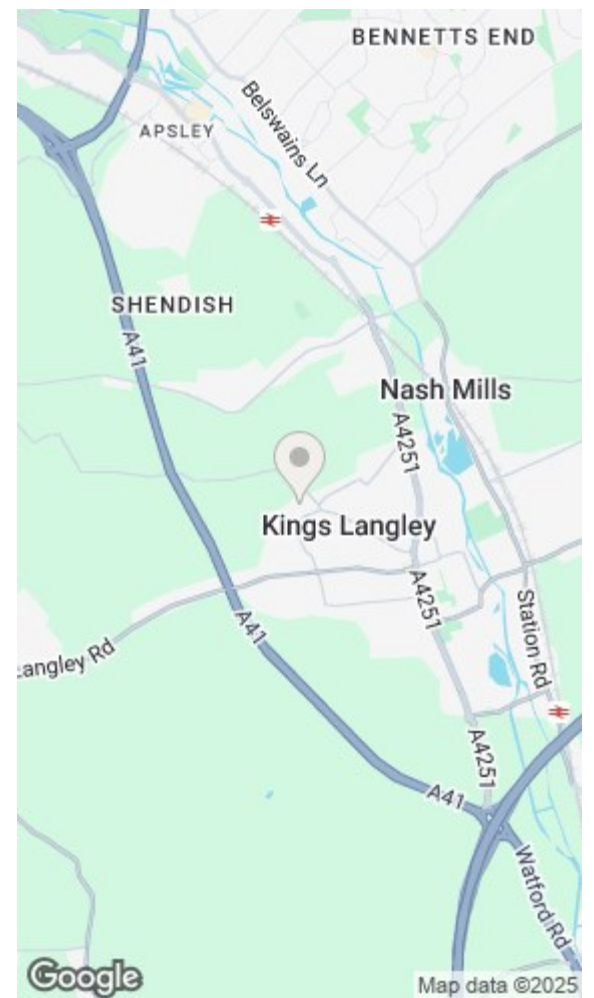 BENNETTS END
Belswains Ln
APSLEY
SHENDISH
A41
Nash Mills
A4251
Kings Langley
A4251
A41
Station Rd
Langley Rd
A4251
A41
Watford Rd
Google
Map data ©2025